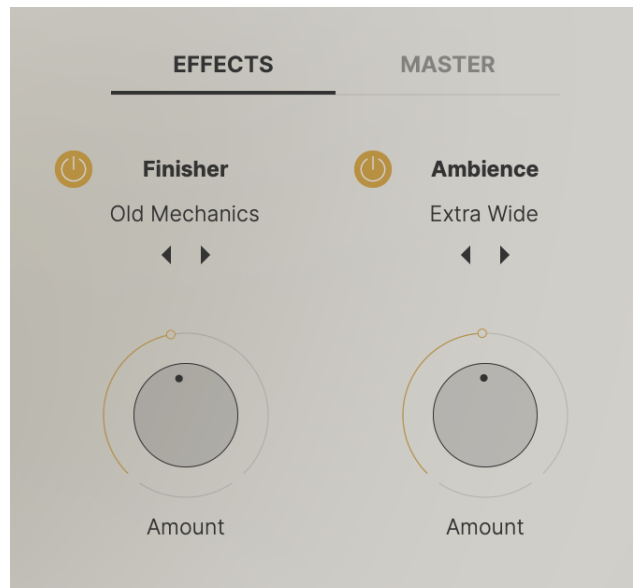 EFFECTS MASTER
Finisher Ambience
Old Mechanics Extra Wide
Amount Amount